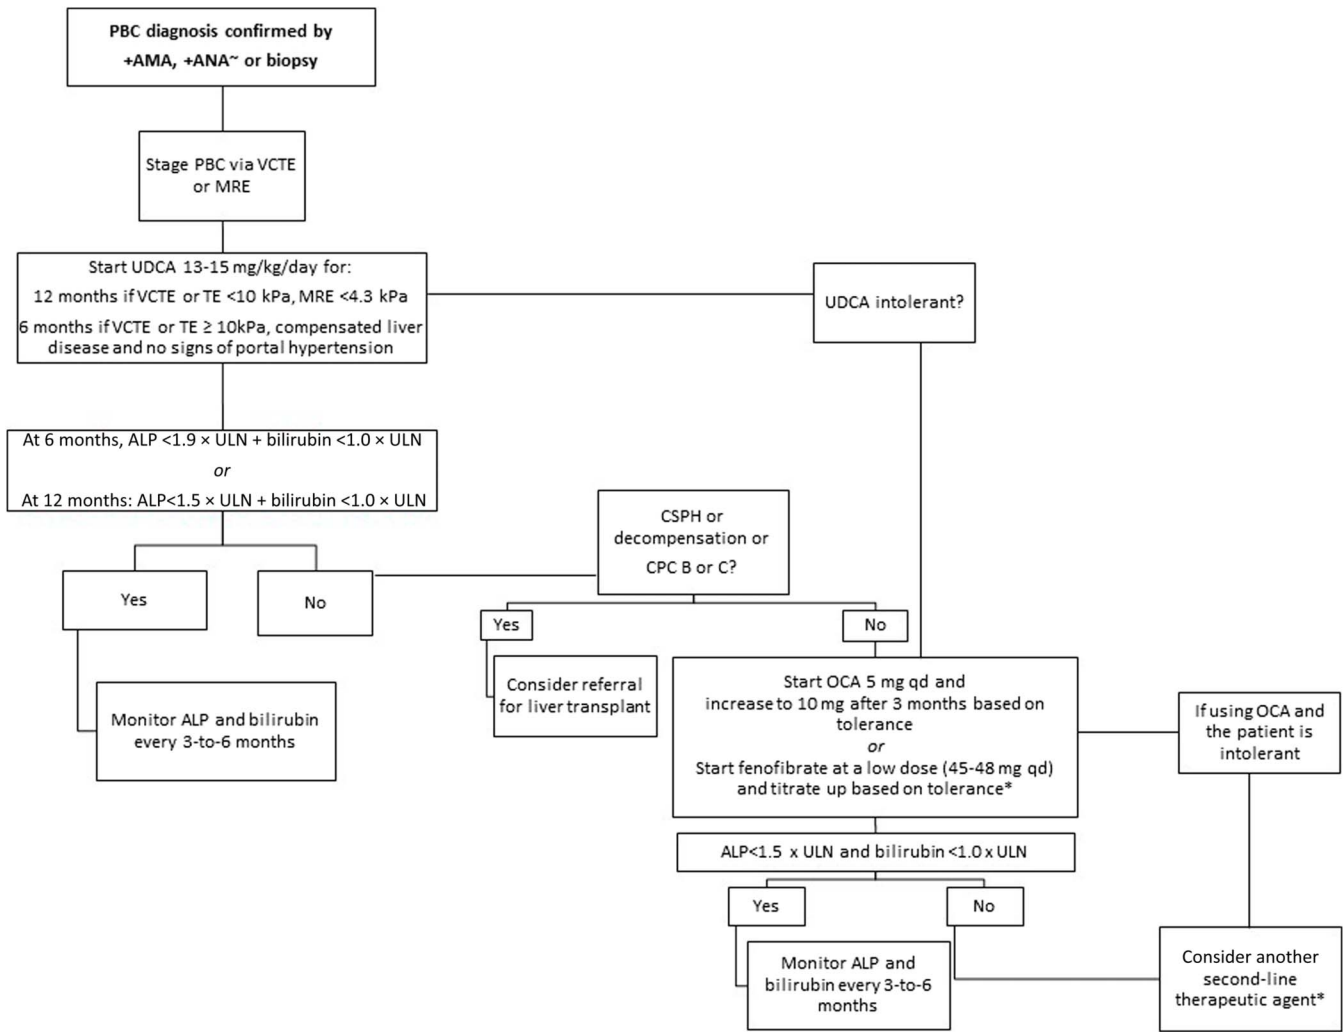 PBC diagnosis confirmed by
+AMA, +ANA~ or biopsy
Stage PBC via VCTE
or MRE
Start UDCA 13-15 mg/kg/day for:
12 months if VCTE or TE <10 kPa, MRE <4.3 kPa
6 months if VCTE or TE ≥ 10kPa, compensated liver
disease and no signs of portal hypertension
UDCA intolerant?
At 6 months, ALP <1.9 × ULN + bilirubin <1.0 × ULN
or
At 12 months: ALP<1.5 × ULN + bilirubin <1.0 × ULN
Yes
No
Monitor ALP and bilirubin
every 3-to-6 months
CSPH or
decompensation or
CPC B or C?
Yes
No
Consider referral
for liver transplant
Start OCA 5 mg qd and
increase to 10 mg after 3 months based on
tolerance
or
Start fenofibrate at a low dose (45-48 mg qd)
and titrate up based on tolerance*
If using OCA and
the patient is
intolerant
ALP<1.5 x ULN and bilirubin <1.0 x ULN
Yes
No
Monitor ALP and
bilirubin every 3-to-6
months
Consider another
second-line
therapeutic agent*